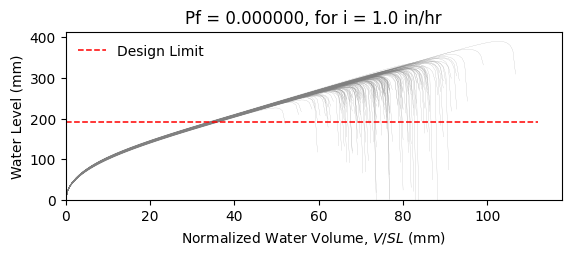 Pf = 0.000000, for i = 1.0 in/hr
Design Limit
Water Level (mm)
400
300
200
100
0
0 20 40 60 80 100
Normalized Water Volume, V/SL (mm)